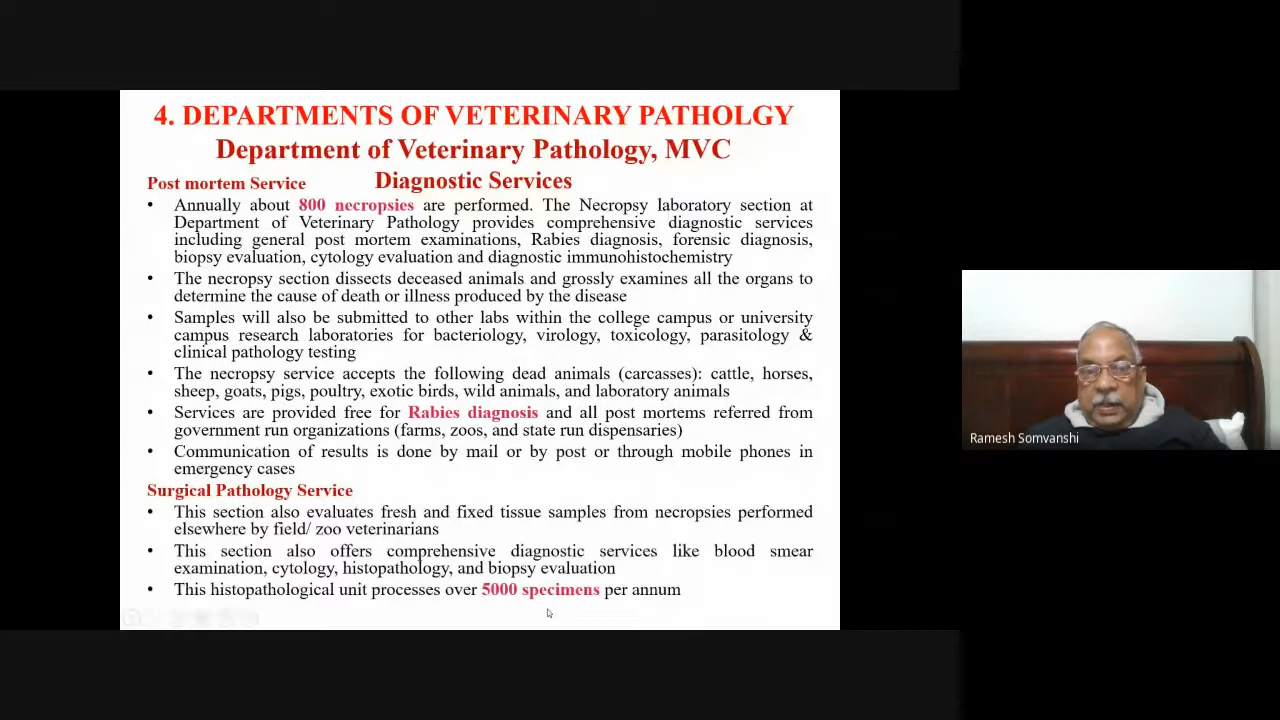 4. DEPARTMENTS OF VETERINARY PATHOLGY
Department of Veterinary Pathology, MVC
Diagnostic Services
Post mortem Service
• Annually about 800 necropsies are performed. The Necropsy laboratory section at
Department of Veterinary Pathology provides comprehensive diagnostic services
including general post mortem examinations, Rabies diagnosis, forensic diagnosis,
biopsy evaluation, cytology evaluation and diagnostic immunohistochemistry
• The necropsy section dissects deceased animals and grossly examines all the organs to
determine the cause of death or illness produced by the disease
• Samples will also be submitted to other labs within the college campus or university
campus research laboratories for bacteriology, virology, toxicology, parasitology &
clinical pathology testing
• The necropsy service accepts the following dead animals (carcasses): cattle, horses,
sheep, goats, pigs, poultry, exotic birds, wild animals, and laboratory animals
• Services are provided free for Rabies diagnosis and all post mortems referred from
government run organizations (farms, zoos, and state run dispensaries)
• Communication of results is done by mail or by post or through mobile phones in
emergency cases
Surgical Pathology Service
• This section also evaluates fresh and fixed tissue samples from necropsies performed
elsewhere by field/ zoo veterinarians
• This section also offers comprehensive diagnostic services like blood smear
examination, cytology, histopathology, and biopsy evaluation
• This histopathological unit processes over 5000 specimens per annum
Ramesh Somvanshi